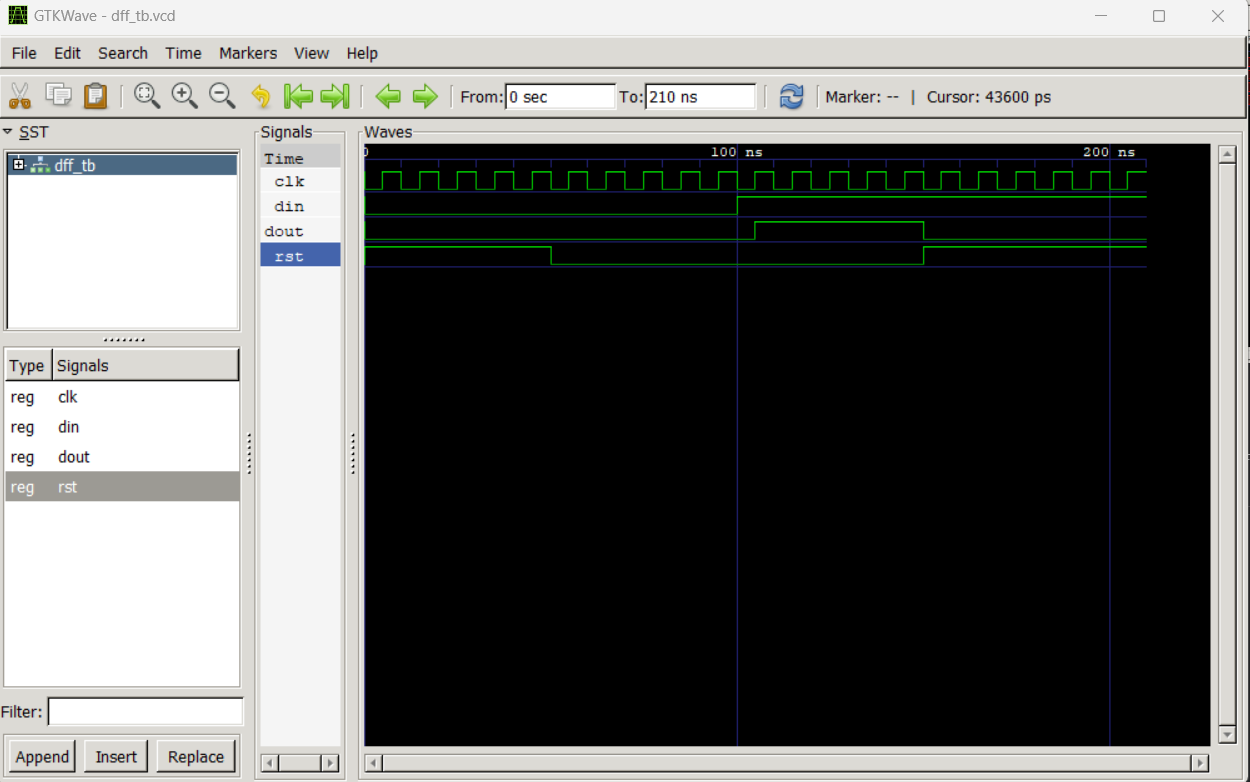 GTKWave - dff_tb.vcd
File Edit Search Time Markers View Help
From: 0 sec To: 210 ns Marker: -- | Cursor: 43600 ps
SST
dff_tb
Type Signals
reg clk
reg din
reg dout
reg rst
Filter:
Append Insert Replace
Signals
Time
clk
din
dout
rst
Waves
0 100 ns 200 ns